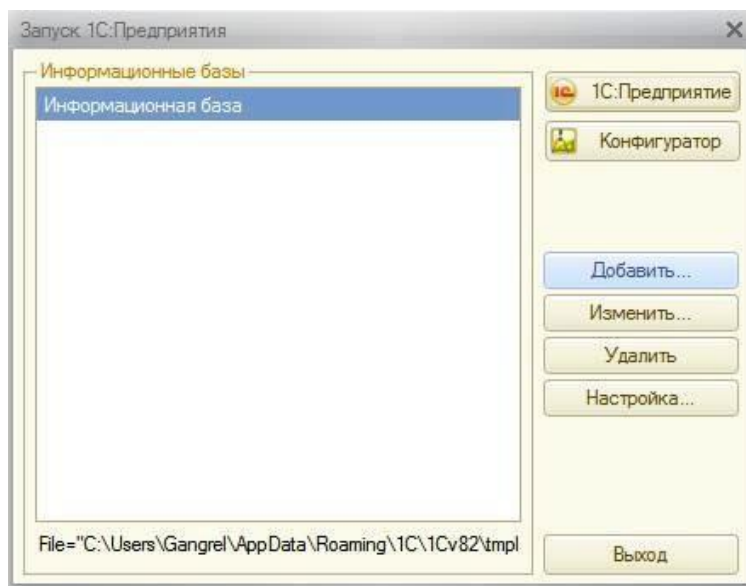 Запуск 1С:Предприятия
Информационные базы
Информационная база
1С:Предприятие
Конфигуратор
Добавить...
Изменить...
Удалить
Настройка...
File="C:\Users\Gangrel\AppData\Roaming\1C\1Cv82\tmpl
Выход